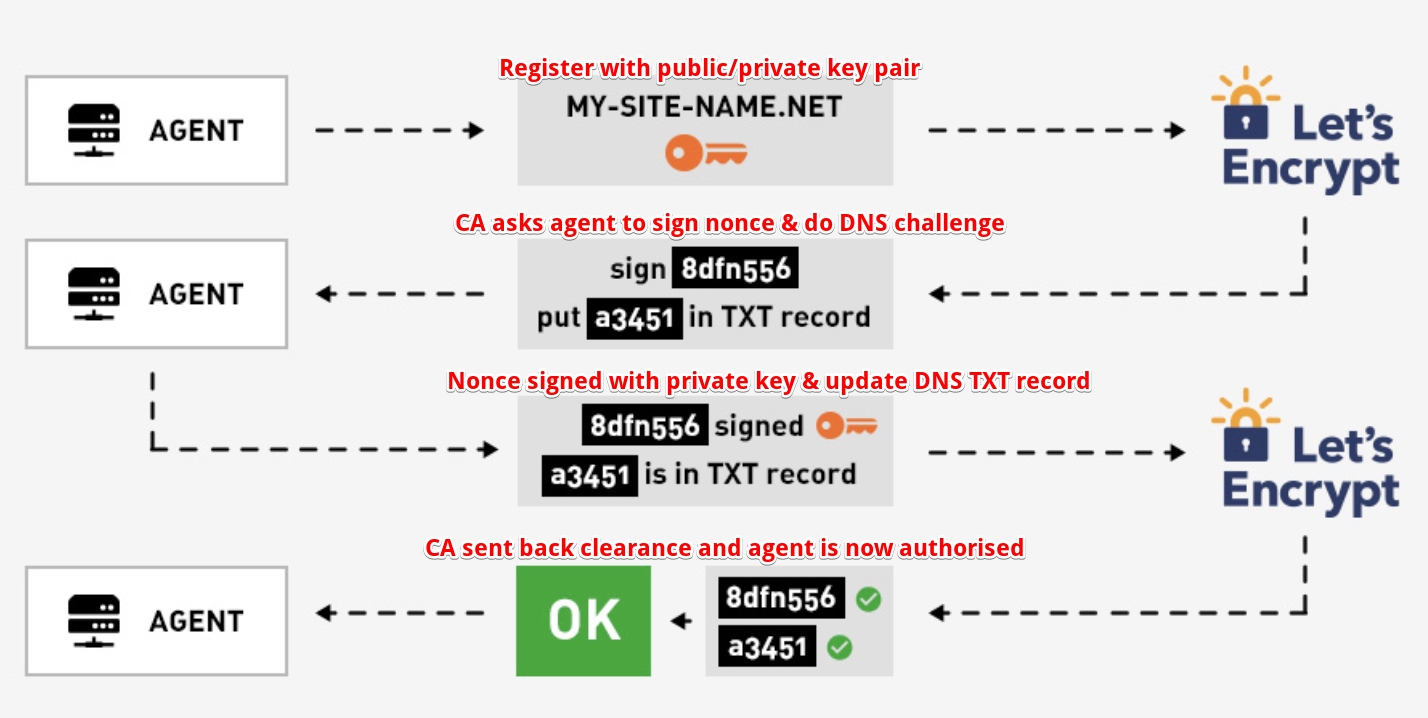 Register with public/private key pair
AGENT
MY-SITE-NAME.NET
Let's
Encrypt
CA asks agent to sign nonce & do DNS challenge
AGENT
sign 8dfn556
put a3451 in TXT record
Nonce signed with private key & update DNS TXT record
8dfn556 signed
a3451 is in TXT record
Let's
Encrypt
CA sent back clearance and agent is now authorised
AGENT
OK
8dfn556
a3451